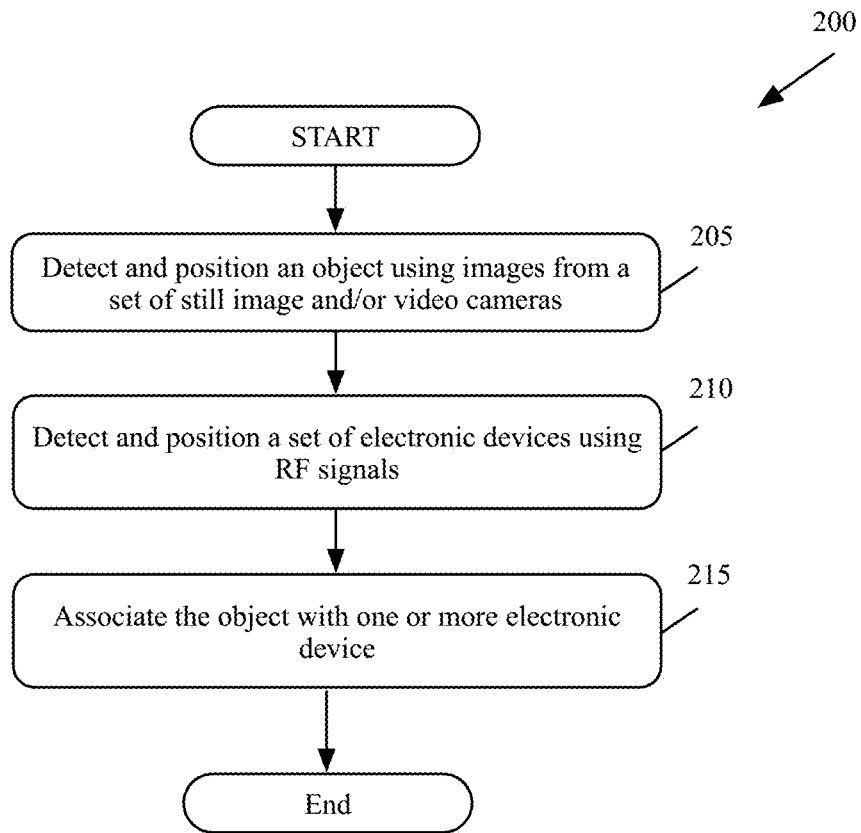 200
START
205
Detect and position an object using images from a
set of still image and/or video cameras
210
Detect and position a set of electronic devices using
RF signals
215
Associate the object with one or more electronic
device
End